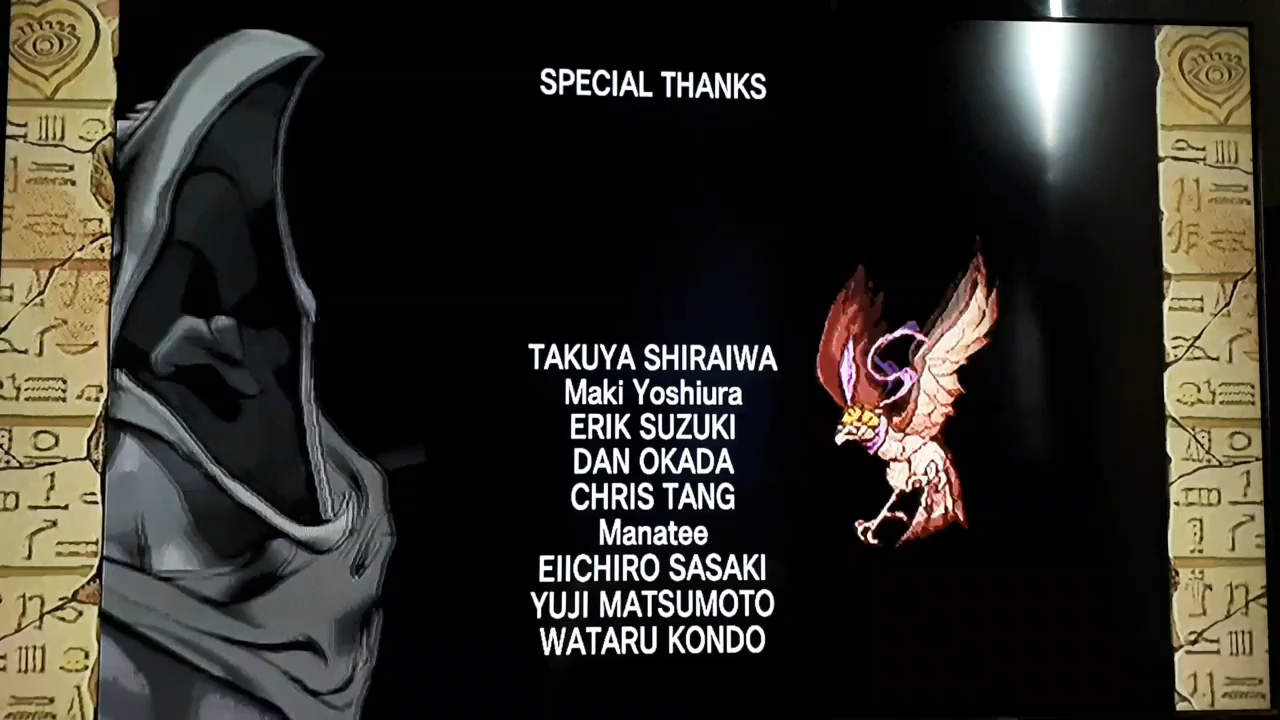 SPECIAL THANKS
TAKUYA SHIRAIWA
Maki Yoshiura
ERIK SUZUKI
DAN OKADA
CHRIS TANG
Manatee
EIICHIRO SASAKI
YUJI MATSUMOTO
WATARU KONDO